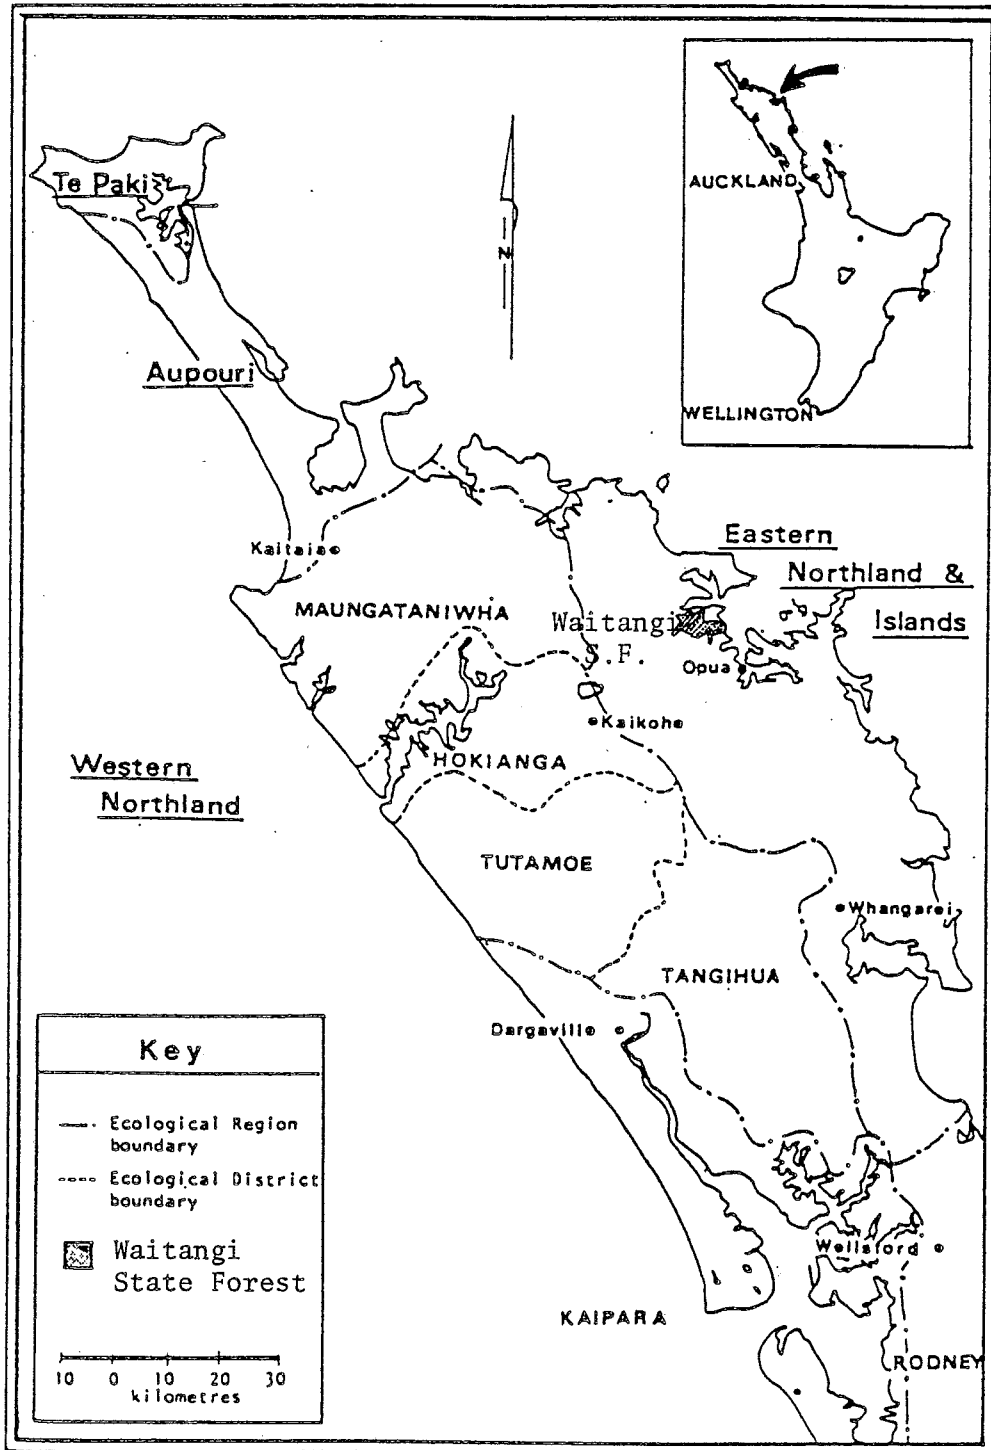 AUCKLAND
WELLINGTON
Te Paki
N
Aupouri
Kaitaia
MAUNGATANIWHA
Eastern
Northland &
Islands
Waitangi
S.F.
Opua
Kaikohe
HOKIANGA
Western
Northland
TUTAMOE
Whangarei
TANGIHUA
Dargaville
Wellsford
KAIPARA
RODNEY
Key
Ecological Region
boundary
Ecological District
boundary
Waitangi
State Forest
10 0 10 20 30
kilometres